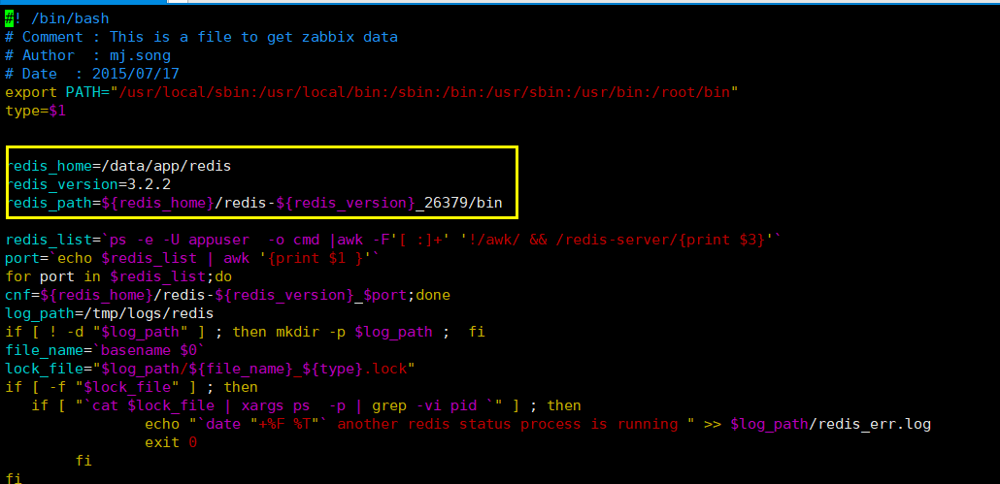 #! /bin/bash
# Comment : This is a file to get zabbix data
# Author  : mj.song
# Date  : 2015/07/17
export PATH="/usr/local/sbin:/usr/local/bin:/sbin:/bin:/usr/sbin:/usr/bin:/root/bin"
type=$1
redis_home=/data/app/redis
redis_version=3.2.2
redis_path=${redis_home}/redis-${redis_version}_26379/bin
redis_list=`ps -e -U appuser  -o cmd |awk -F'[ :]+' '!/awk/ && /redis-server/{print $3}'`
port=`echo $redis_list | awk '{print $1 }'`
for port in $redis_list;do
cnf=${redis_home}/redis-${redis_version}_$port;done
log_path=/tmp/logs/redis
if [ ! -d "$log_path" ] ; then mkdir -p $log_path ;  fi
file_name=`basename $0`
lock_file="$log_path/${file_name}_${type}.lock"
if [ -f "$lock_file" ] ; then
   if [ "`cat $lock_file | xargs ps  -p | grep -vi pid `" ] ; then
                echo "`date "+%F %T"` another redis status process is running " >> $log_path/redis_err.log
                exit 0
        fi
fi